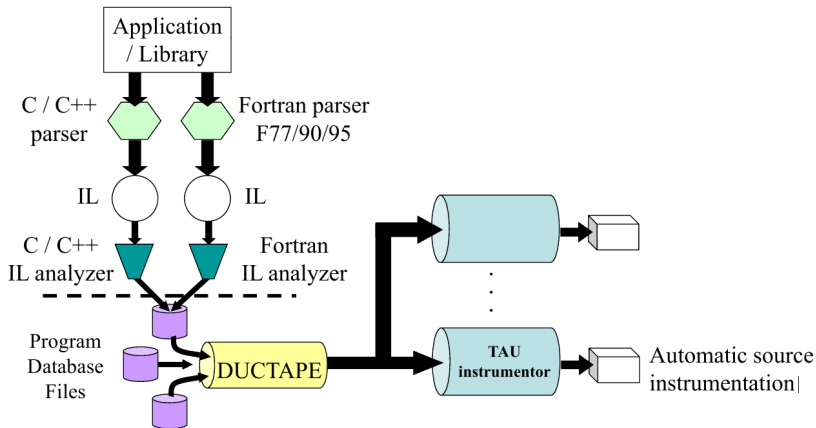 Application
/ Library
C / C++
parser
Fortran parser
F77/90/95
IL
IL
C / C++
IL analyzer
Fortran
IL analyzer
Program
Database
Files
DUCTAPE
TAU
instrumentor
Automatic source
instrumentation